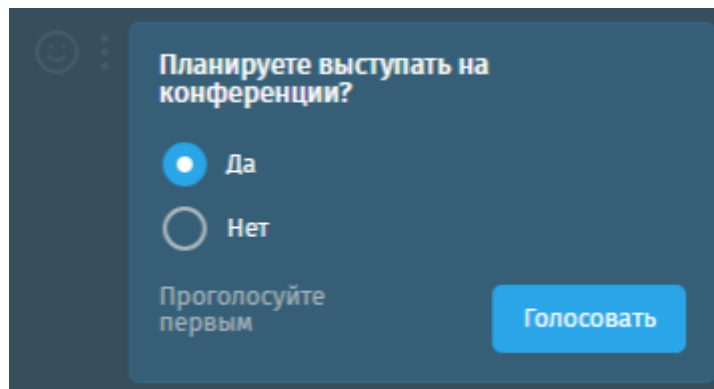 Планируете выступать на
конференции?
Да
Нет
Проголосуйте
первым
Голосовать